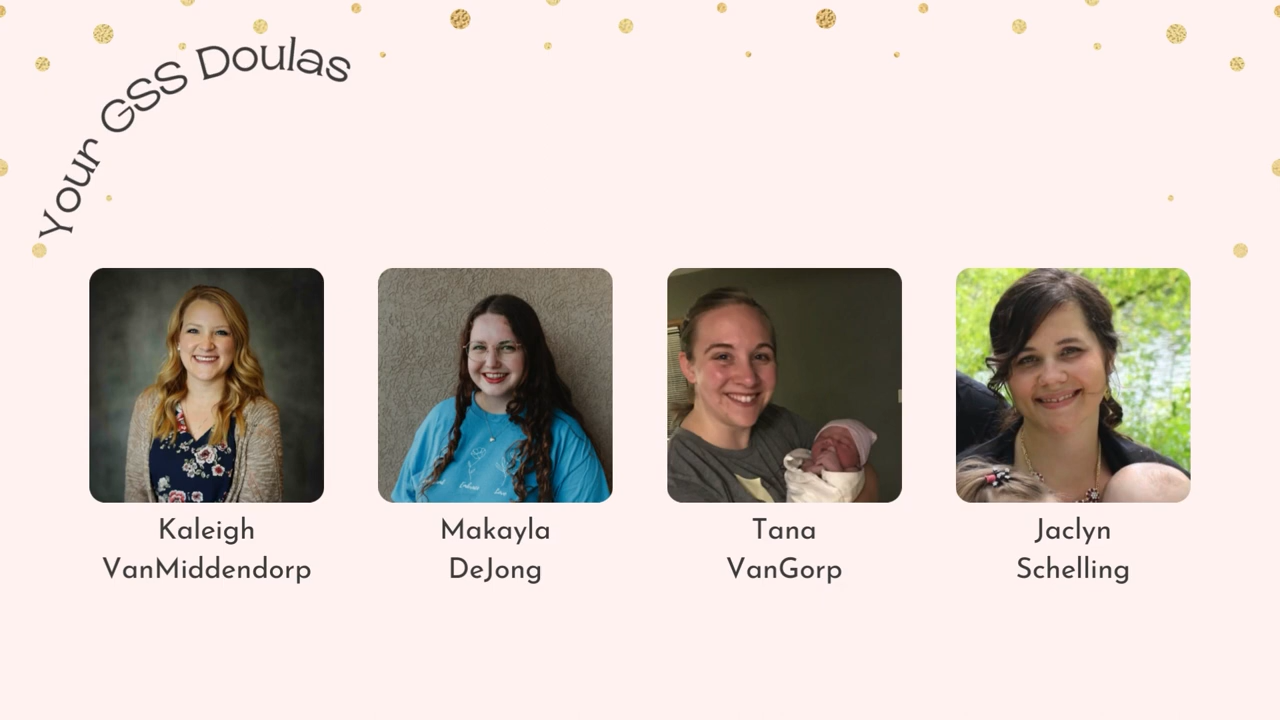 Your GSS Doulas
Kaleigh
VanMiddendorp
Makayla
DeJong
Tana
VanGorp
Jaclyn
Schelling